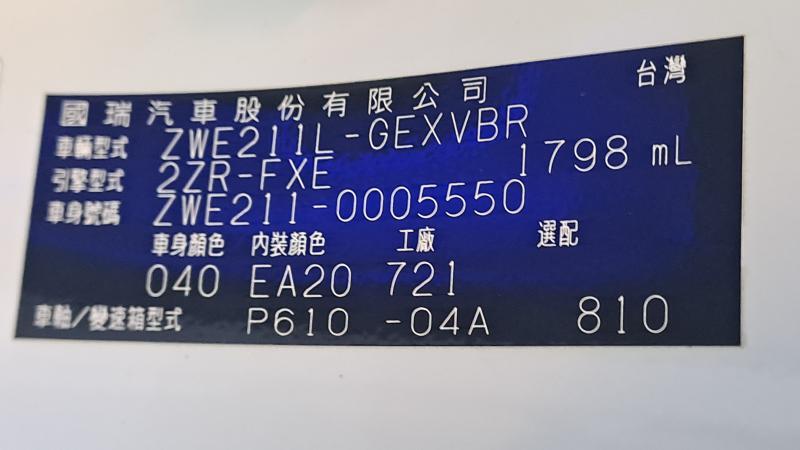 國瑞汽車股份有限公司 台灣
車輛型式 ZWE211L-GEXVBR
引擎型式 2ZR-FXE 1798 mL
車身號碼 ZWE211-0005550
車身顏色 內裝顏色 工廠 選配
040 EA20 721
車軸/變速箱型式 P610 -04A 810